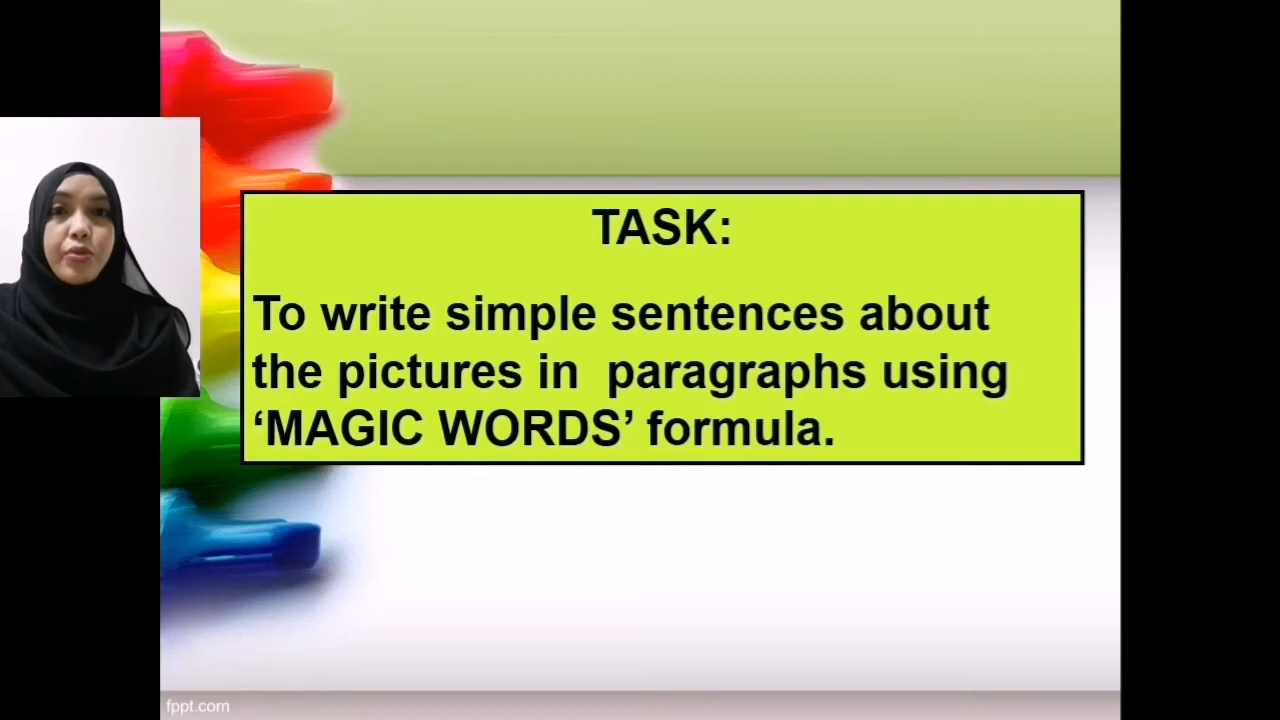 TASK:
To write simple sentences about
the pictures in paragraphs using
‘MAGIC WORDS’ formula.
fppt.com